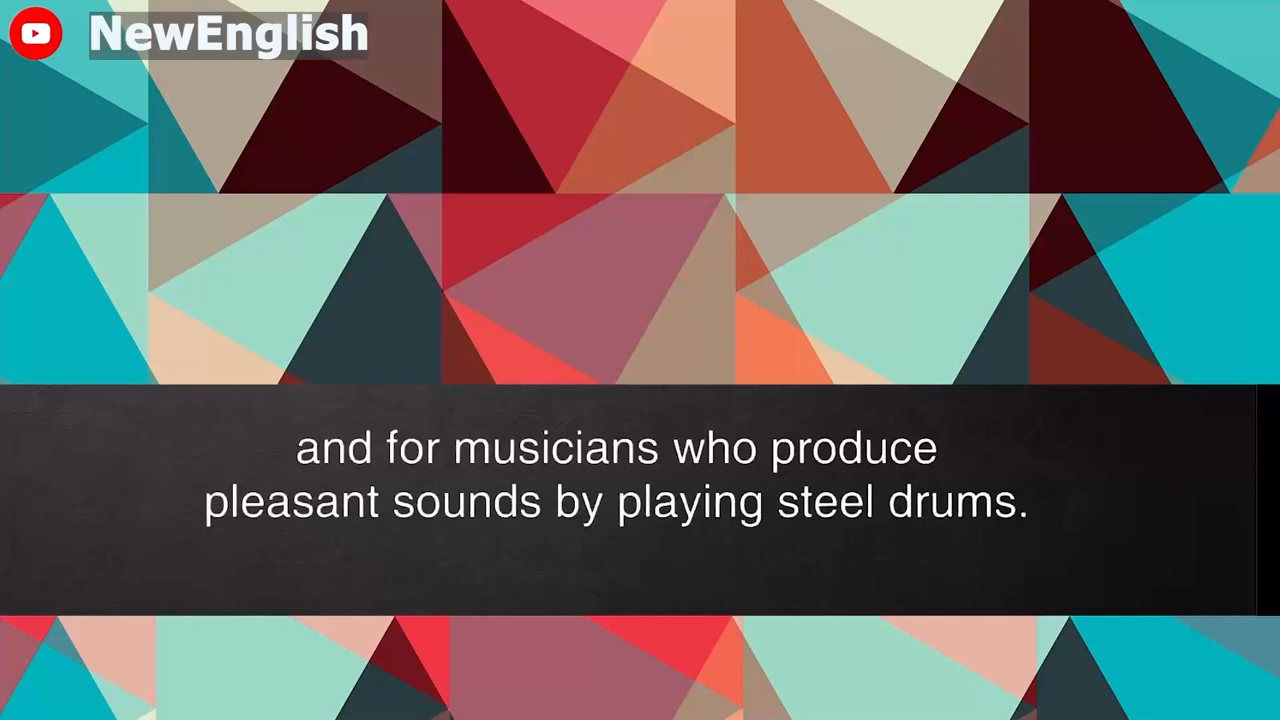 NewEnglish
and for musicians who produce
pleasant sounds by playing steel drums.